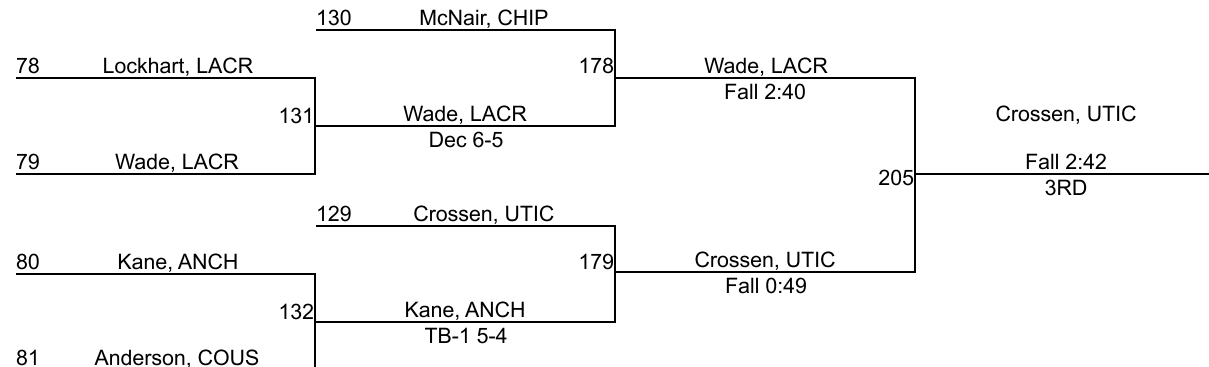 130 McNair, CHIP
78 Lockhart, LACR
178 Wade, LACR
Fall 2:40
131 Wade, LACR
Dec 6-5
Crossen, UTIC
79 Wade, LACR
Fall 2:42
205
3RD
129 Crossen, UTIC
80 Kane, ANCH
179 Crossen, UTIC
Fall 0:49
132 Kane, ANCH
TB-1 5-4
81 Anderson, COUS